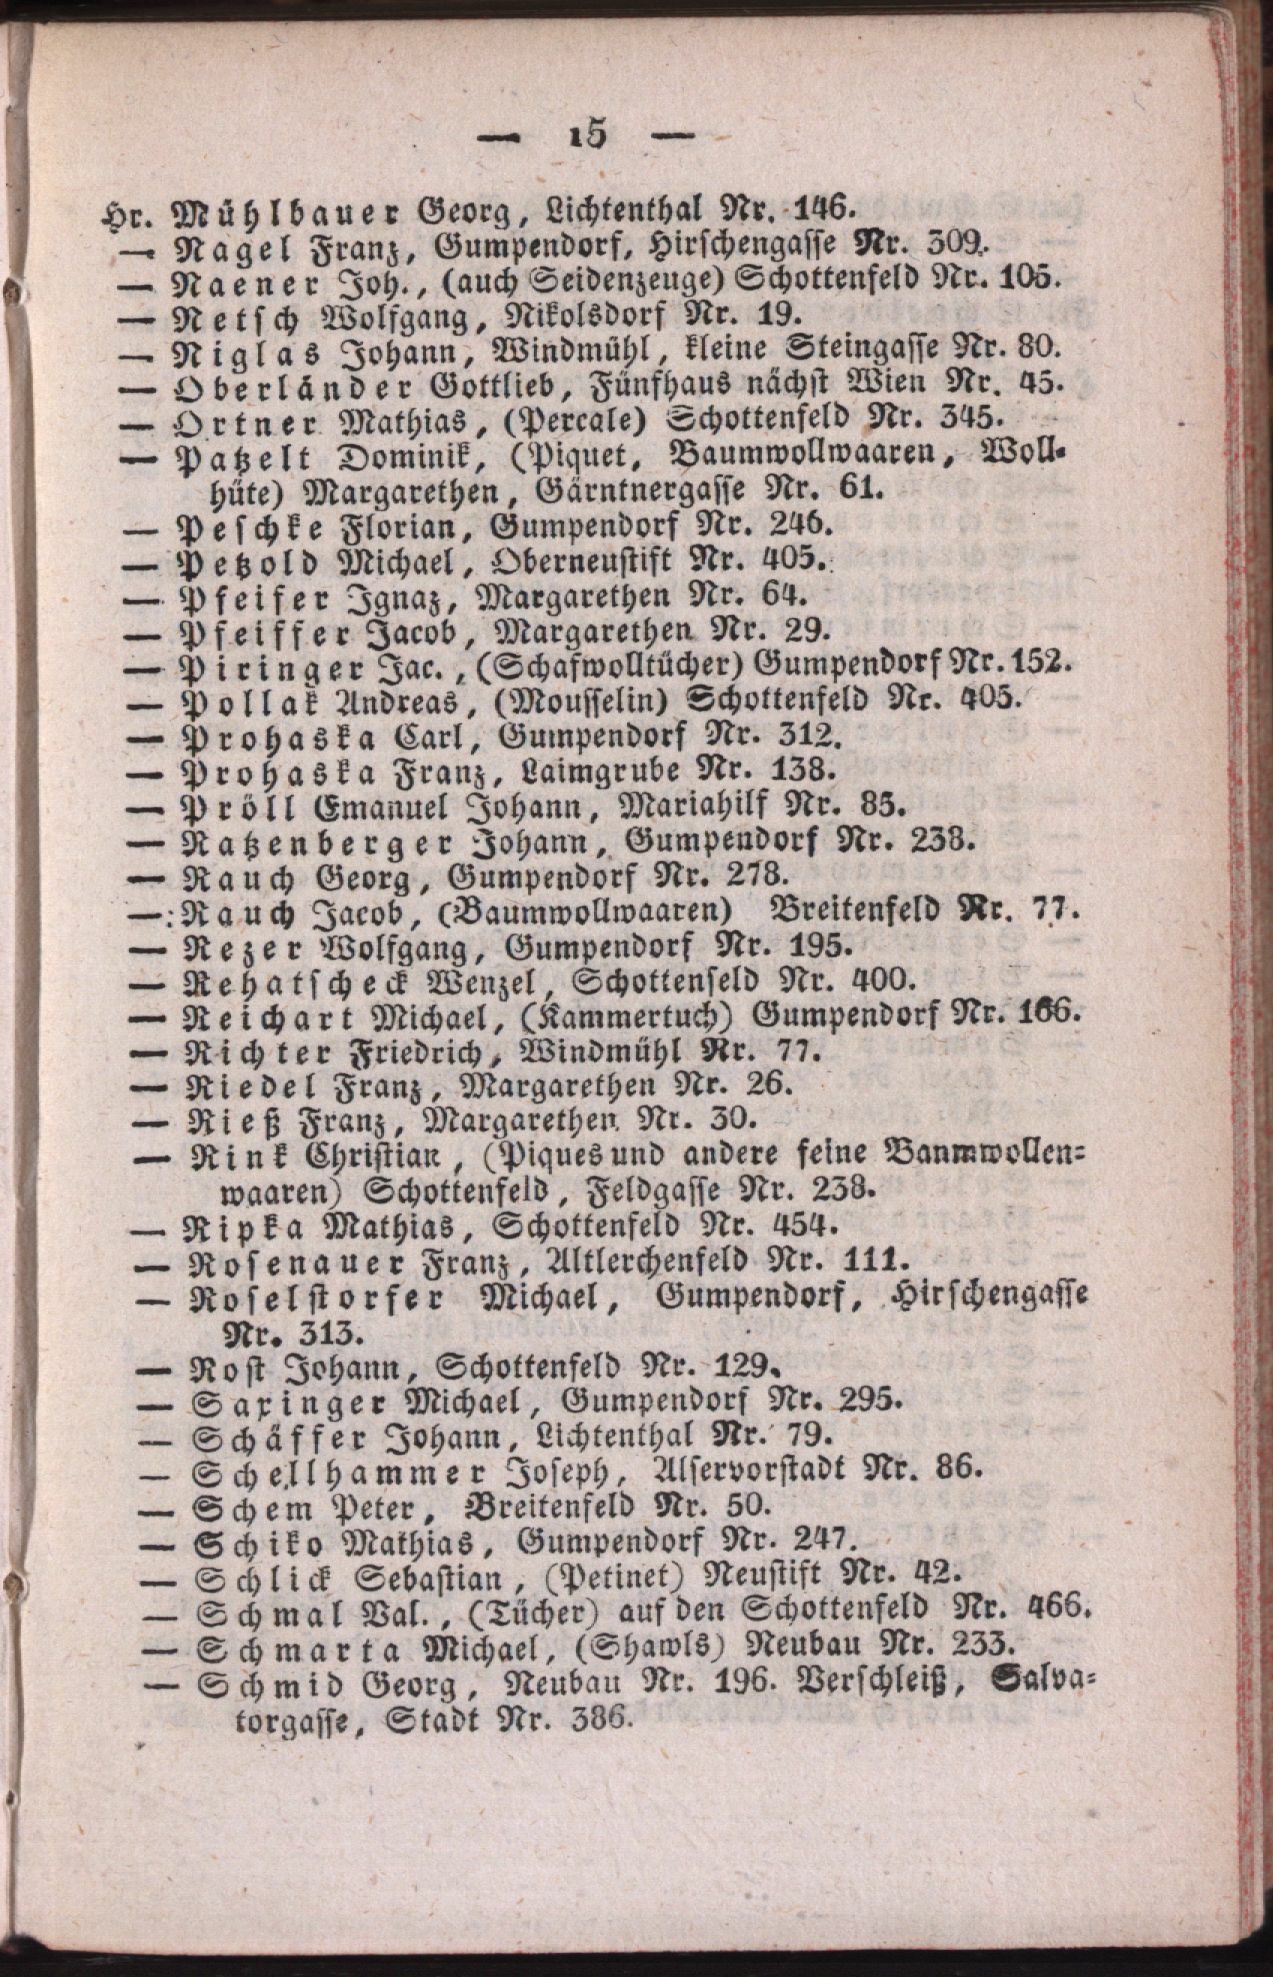 — 15 —
Hr. Mühlbauer Georg, Lichtenthal Nr. 146.
— Nagel Franz, Gumpendorf, Hirschengasse Nr. 309.
— Naener Joh., (auch Seidenzeuge) Schottenfeld Nr. 105.
— Netsch Wolfgang, Nikolsdorf Nr. 19.
— Niglas Johann, Windmühl, kleine Steingasse Nr. 80.
— Oberländer Gottlieb, Fünfhaus nächst Wien Nr. 45.
— Ortner Mathias, (Percale) Schottenfeld Nr. 345.
— Patzelt Dominik, (Piquet, Baumwollwaaren, Woll-
hüte) Margarethen, Gärntnergasse Nr. 61.
— Peschke Florian, Gumpendorf Nr. 246.
— Petzold Michael, Oberneustift Nr. 405.
— Pfeifer Ignaz, Margarethen Nr. 64.
— Pfeiffer Jacob, Margarethen Nr. 29.
— Piringer Jac., (Schafwolltücher) Gumpendorf Nr. 152.
— Pollak Andreas, (Mousselin) Schottenfeld Nr. 405.
— Prohaska Carl, Gumpendorf Nr. 312.
— Prohaska Franz, Laimgrube Nr. 138.
— Pröll Emanuel Johann, Mariahilf Nr. 85.
— Ratzenberger Johann, Gumpendorf Nr. 238.
— Rauch Georg, Gumpendorf Nr. 278.
— Rauch Jacob, (Baumwollwaaren) Breitenfeld Nr. 77.
— Rezer Wolfgang, Gumpendorf Nr. 195.
— Rehatscheck Wenzel, Schottenfeld Nr. 400.
— Reichart Michael, (Kammertuch) Gumpendorf Nr. 166.
— Richter Friedrich, Windmühl Nr. 77.
— Riedel Franz, Margarethen Nr. 26.
— Rieß Franz, Margarethen Nr. 30.
— Rink Christian, (Piques und andere feine Banmwollen-
waaren) Schottenfeld, Feldgasse Nr. 238.
— Ripka Mathias, Schottenfeld Nr. 454.
— Rosenauer Franz, Altlerchenfeld Nr. 111.
— Roselstorfer Michael, Gumpendorf, Hirschengasse
Nr. 313.
— Rost Johann, Schottenfeld Nr. 129.
— Saxinger Michael, Gumpendorf Nr. 295.
— Schäffer Johann, Lichtenthal Nr. 79.
— Schellhammer Joseph, Alservorstadt Nr. 86.
— Schem Peter, Breitenfeld Nr. 50.
— Schiko Mathias, Gumpendorf Nr. 247.
— Schlick Sebastian, (Petinet) Neustift Nr. 42.
— Schmal Val., (Tücher) auf den Schottenfeld Nr. 466.
— Schmarta Michael, (Shawls) Neubau Nr. 233.
— Schmid Georg, Neubau Nr. 196. Verschleiß, Salva-
torgasse, Stadt Nr. 386.